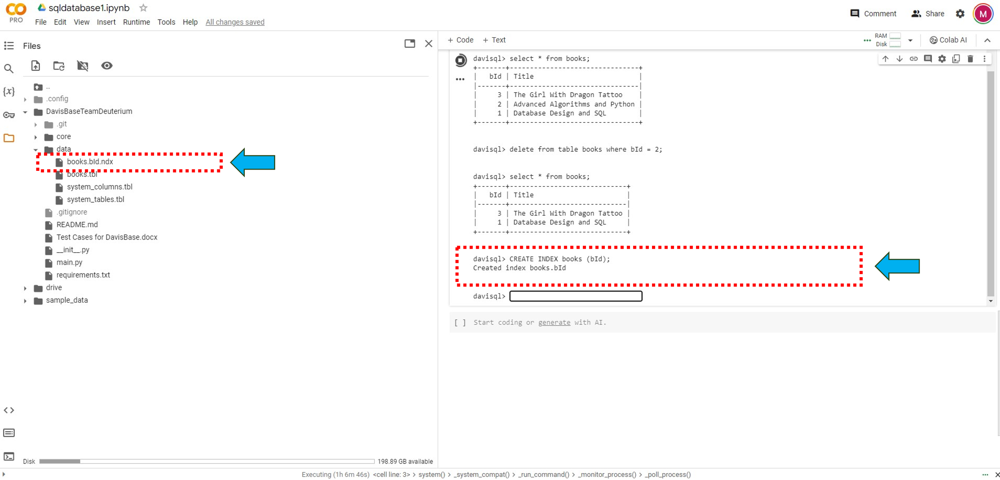 CO
PRO
sqldatabase1.ipynb
File Edit View Insert Runtime Tools Help All changes saved
Comment Share M
Files
{x}
..
.config
DavisBaseTeamDeuterium
.git
core
data
books.bId.ndx
books.tbl
system_columns.tbl
system_tables.tbl
.gitignore
README.md
Test Cases for DavisBase.docx
__init__.py
main.py
requirements.txt
drive
sample_data
Disk 198.89 GB available
+ Code + Text
RAM
Disk
Colab AI
davisql> select * from books;
+-------+--------------------------------+
| bId | Title |
|-------+--------------------------------|
| 3 | The Girl With Dragon Tattoo |
| 2 | Advanced Algorithms and Python |
| 1 | Database Design and SQL |
+-------+--------------------------------+
davisql> delete from table books where bId = 2;
davisql> select * from books;
+-------+-----------------------------+
| bId | Title |
|-------+-----------------------------|
| 3 | The Girl With Dragon Tattoo |
| 1 | Database Design and SQL |
+-------+-----------------------------+
davisql> CREATE INDEX books (bId);
Created index books.bId
davisql>
[ ] Start coding or generate with AI.
Executing (1h 6m 46s) <cell line: 3> > system() > _system_compat() > _run_command() > _monitor_process() > _poll_process()